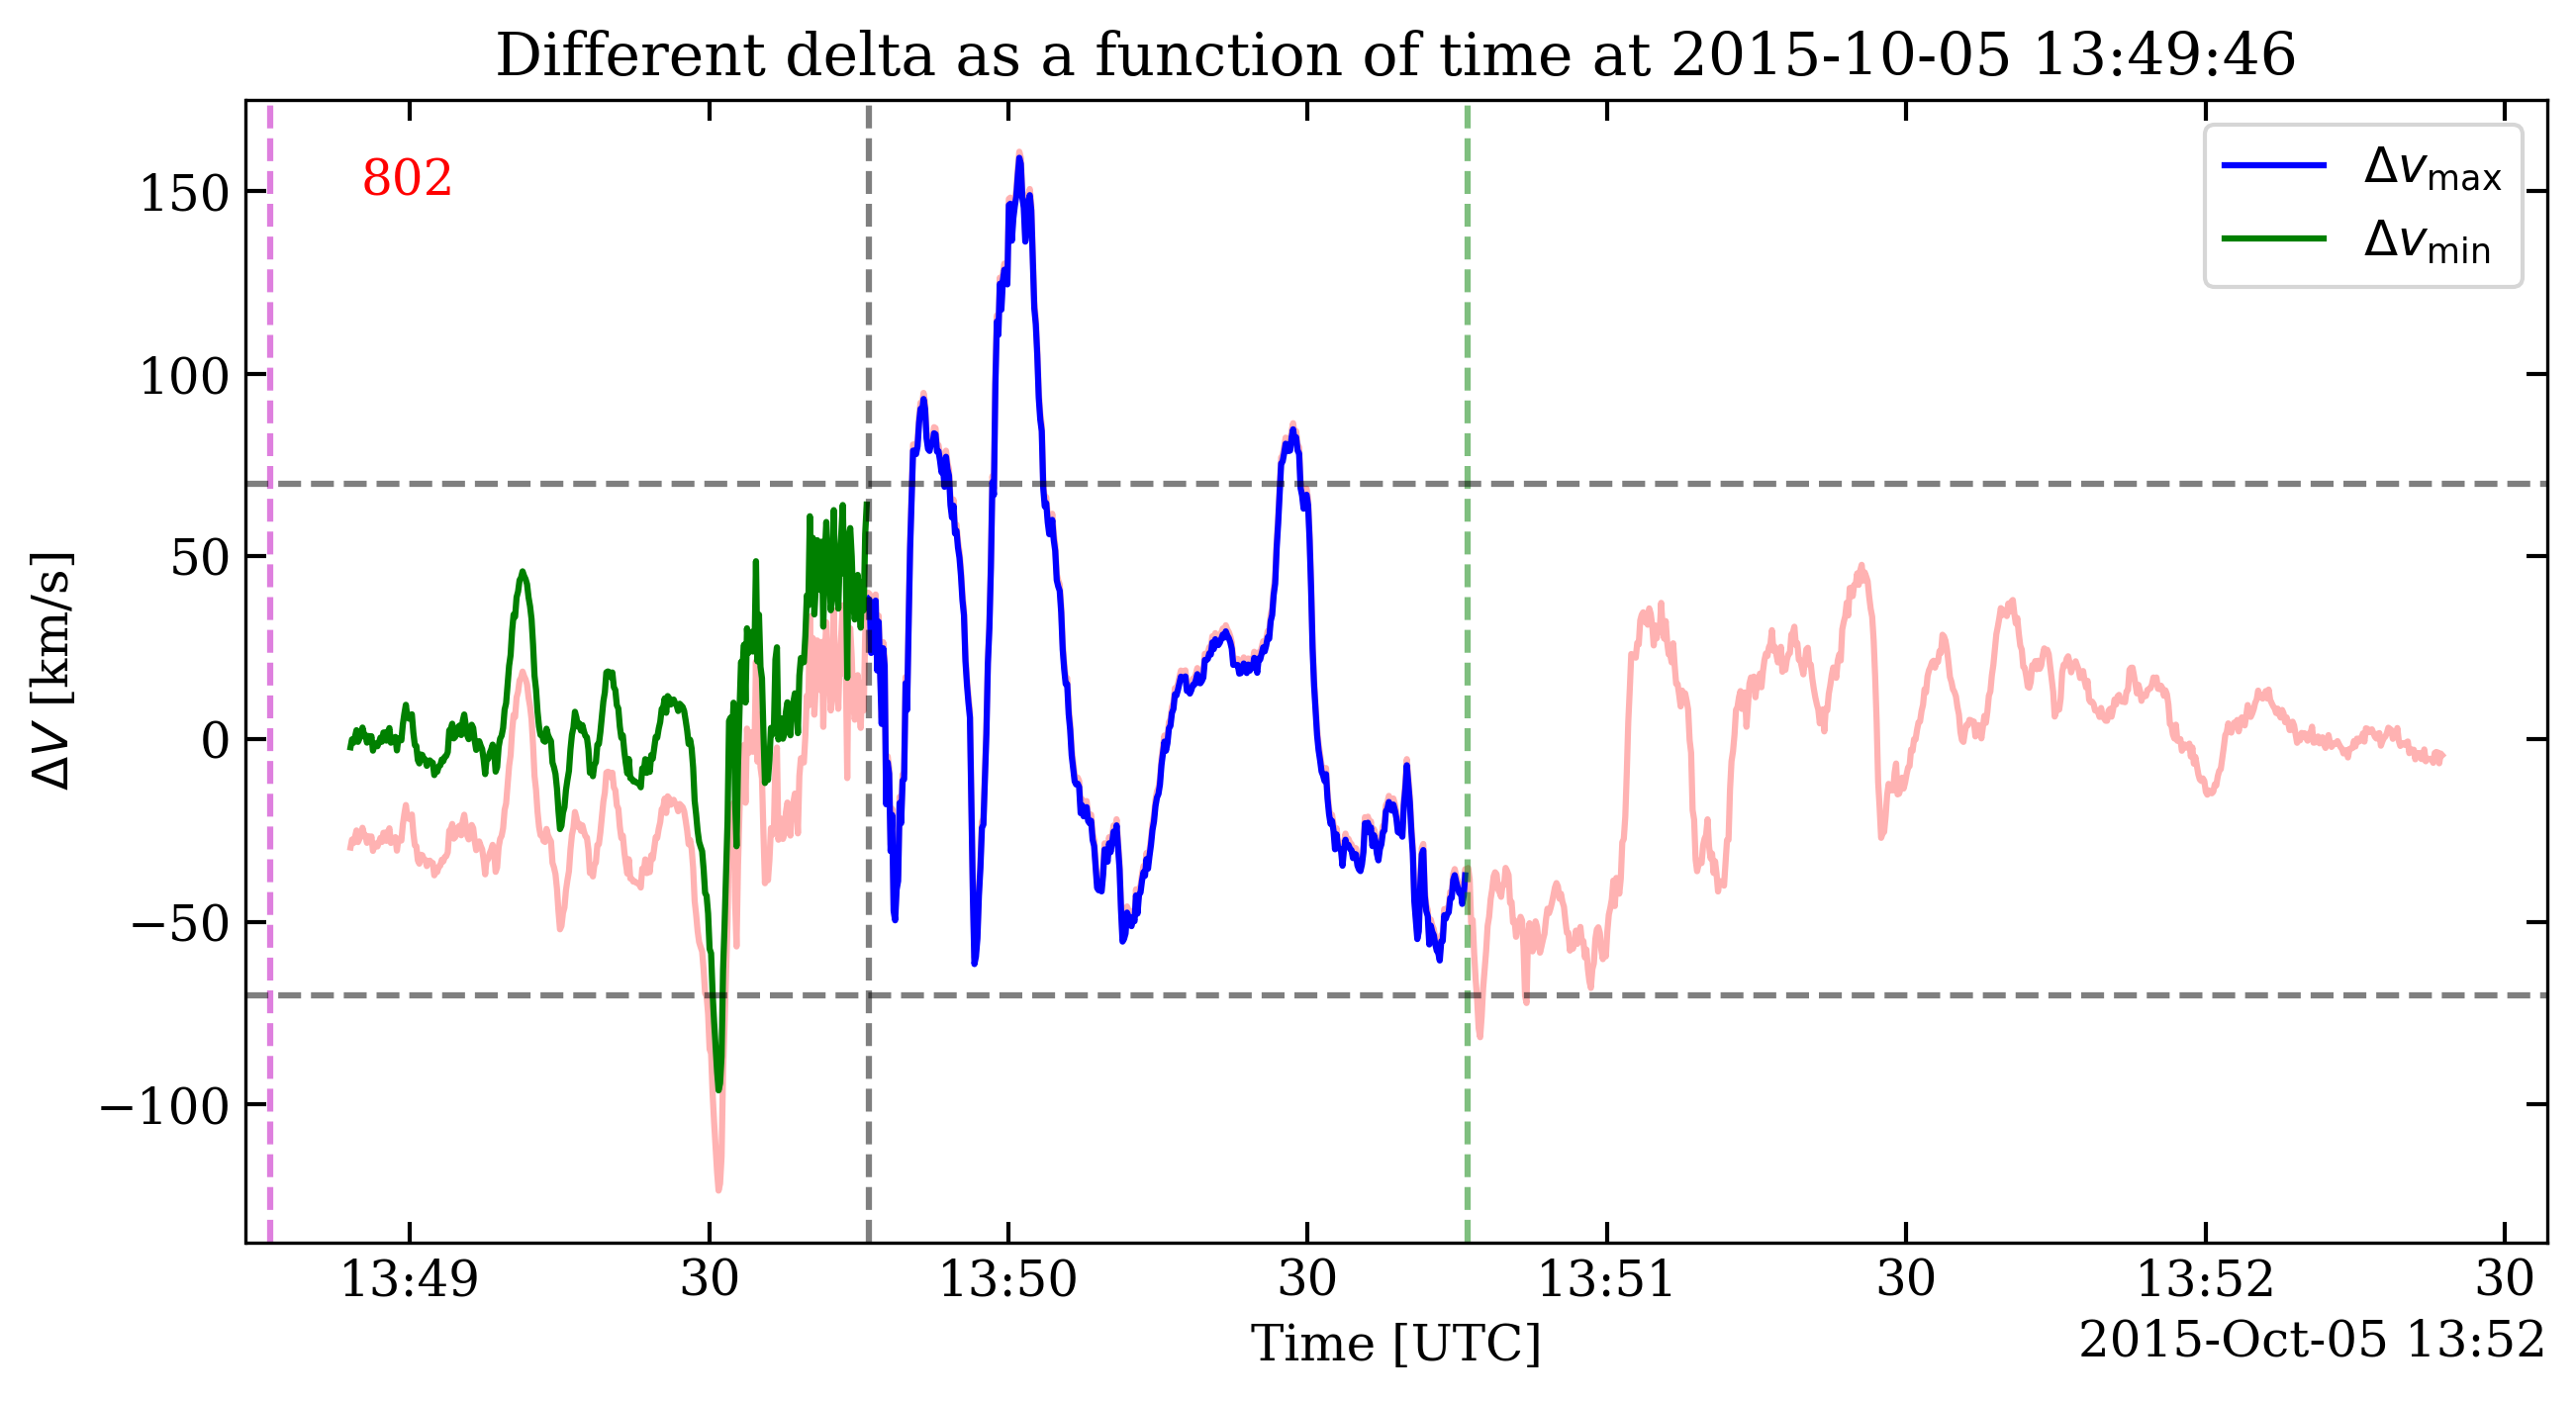 Different delta as a function of time at 2015-10-05 13:49:46
802
Δv_max
Δv_min
ΔV [km/s]
150
100
50
0
−50
−100
13:49 30 13:50 30 13:51 30 13:52 30
Time [UTC]
2015-Oct-05 13:52